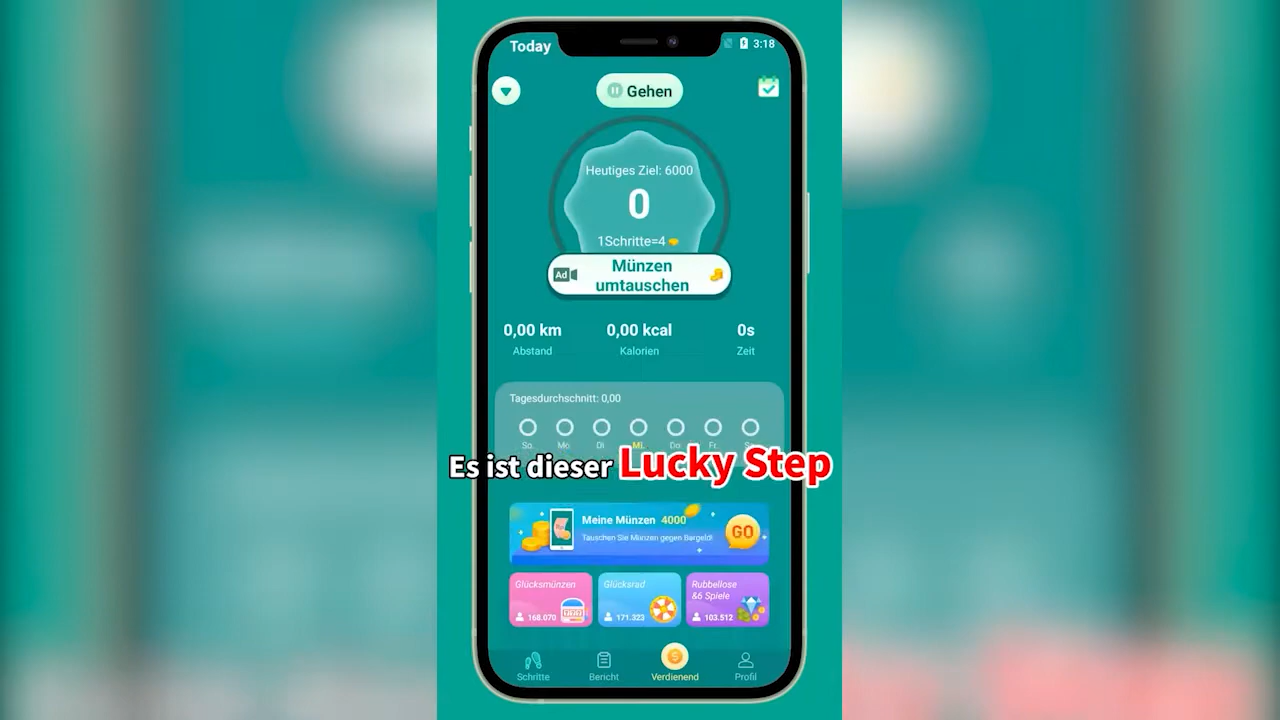 Today
3:18
Gehen
Heutiges Ziel: 6000
0
1Schritte=4
Ad
Münzen
umtauschen
0,00 km
0,00 kcal
0s
Abstand
Kalorien
Zeit
Tagesdurchschnitt: 0,00
So.
Mo.
Di
Mi.
Do.
Fr.
Es ist dieser Lucky Step
Meine Münzen 4000
GO
Tauschen Sie Münzen gegen Bargeld!
Glücksmünzen
Glücksrad
Rubbellose
&6 Spiele
168.070
171.323
103.512
Schritte
Bericht
Verdienend
Profil